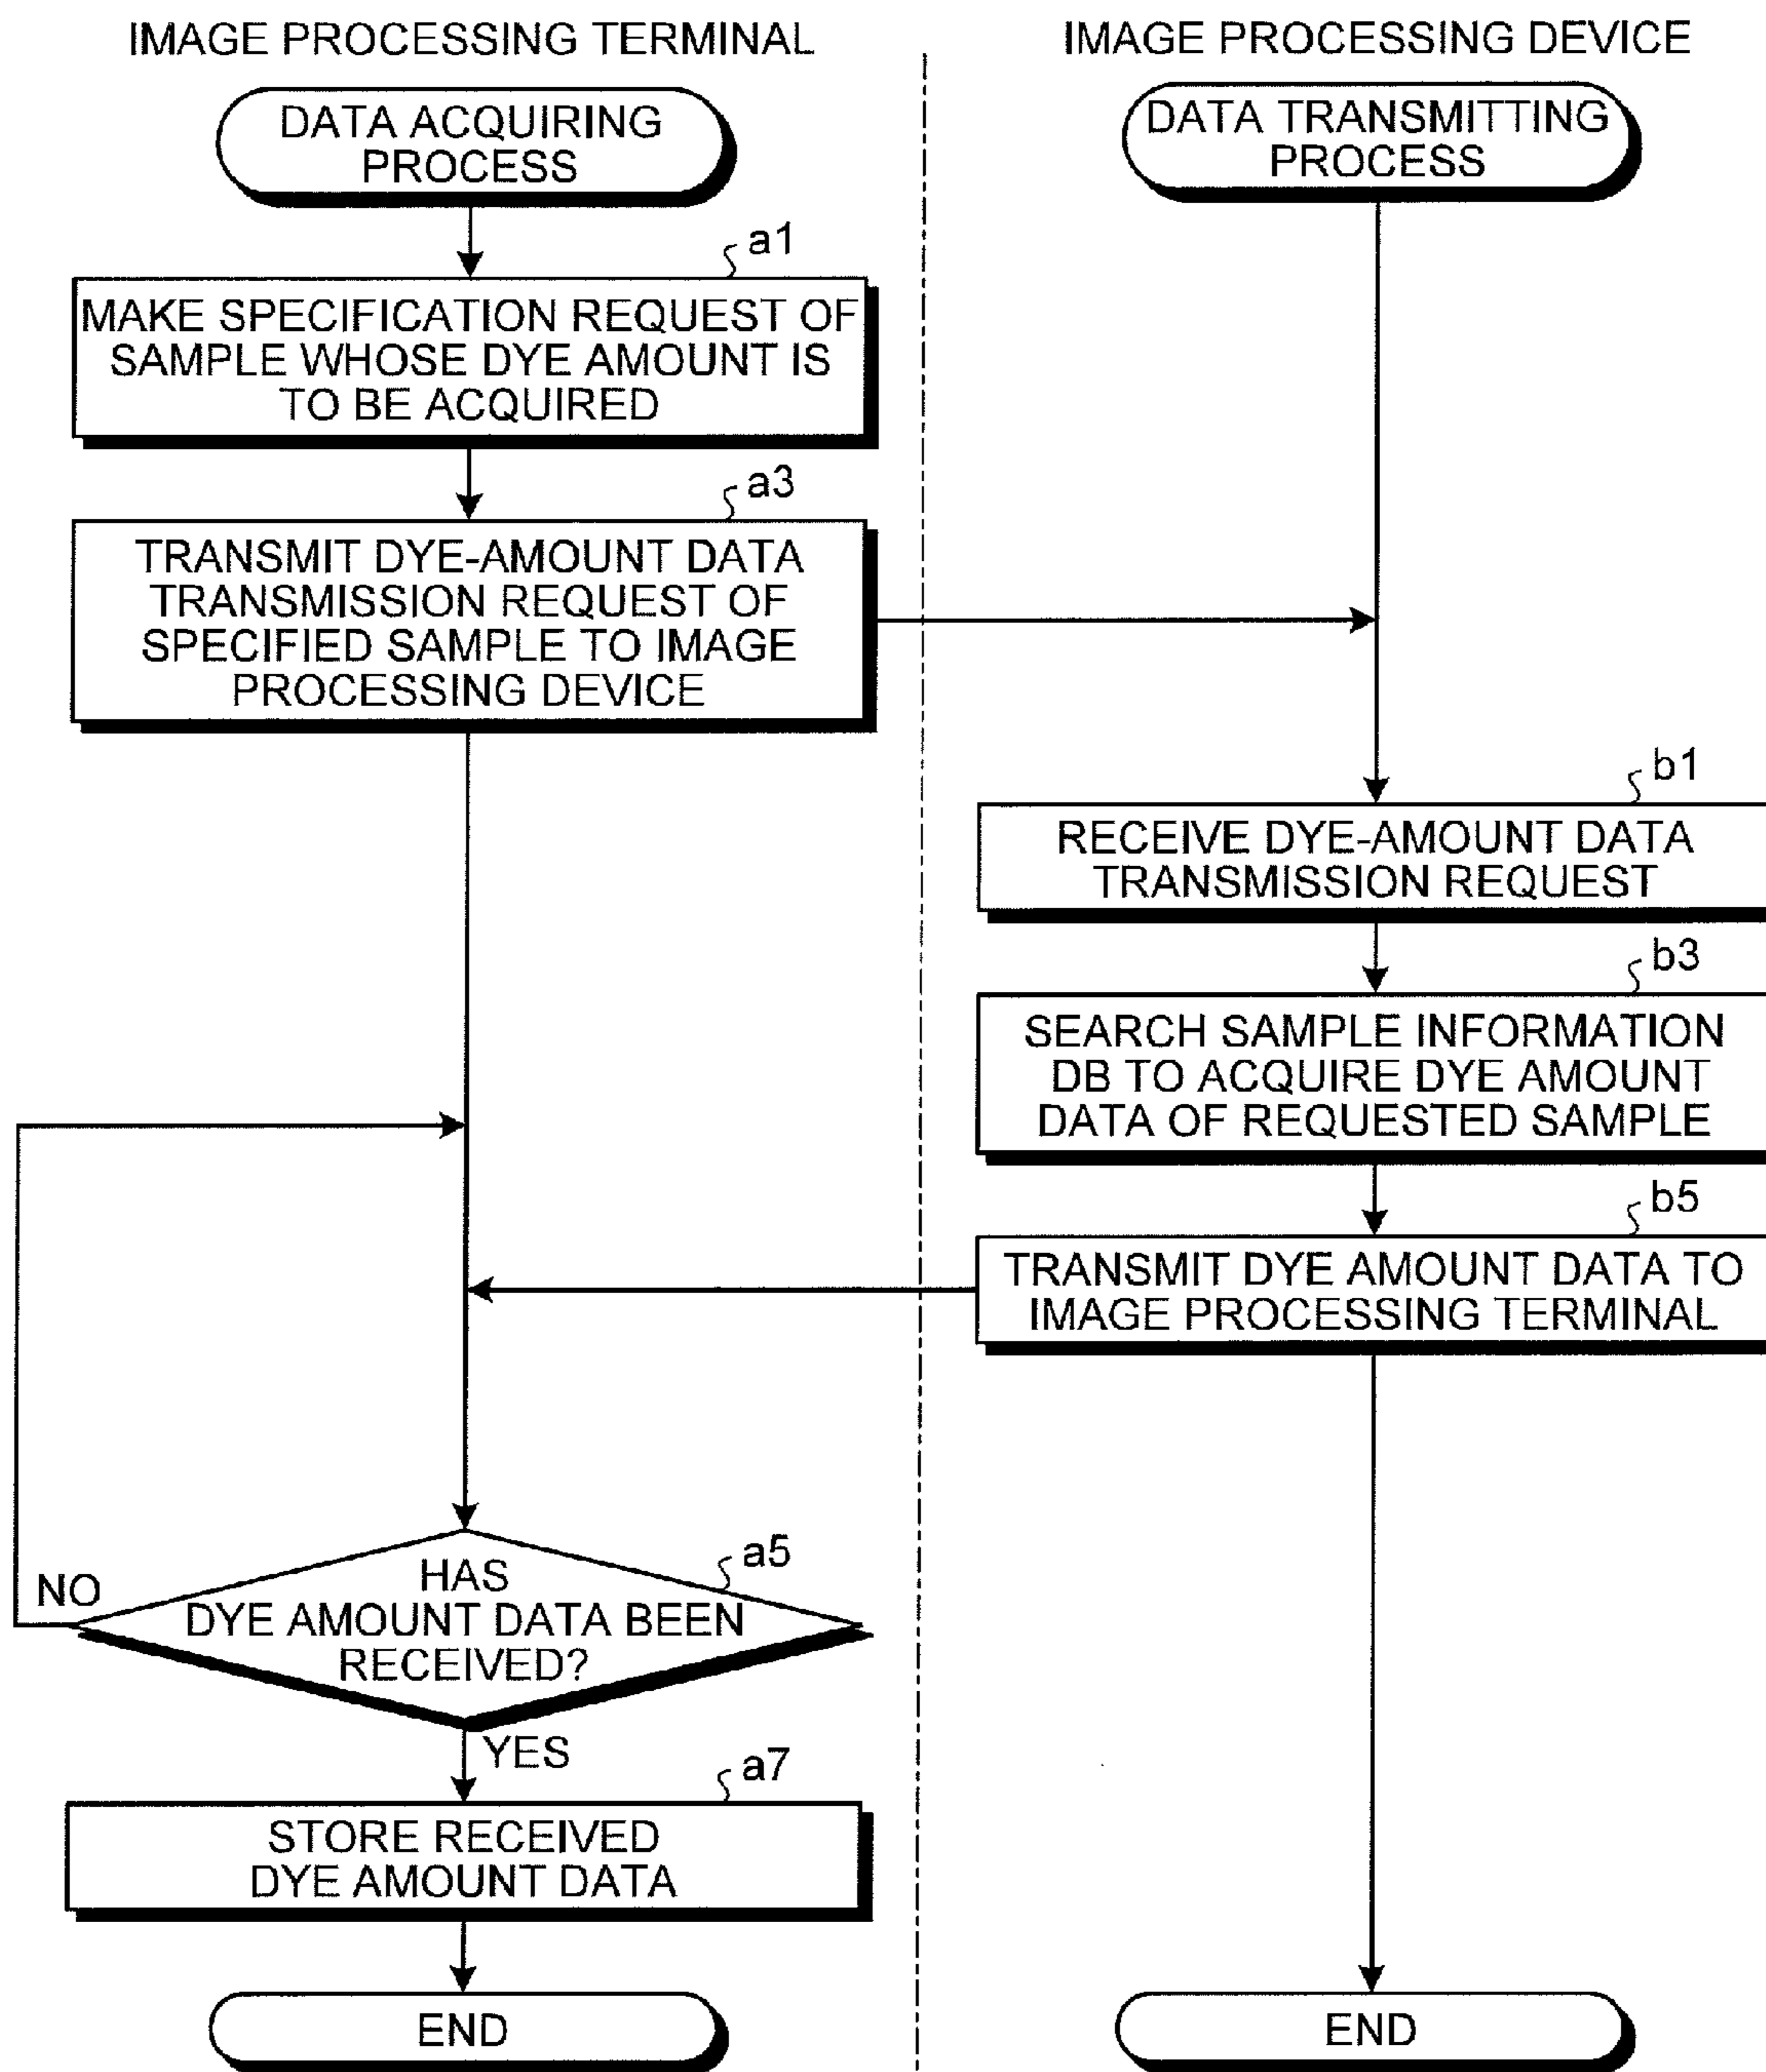 IMAGE PROCESSING TERMINAL
DATA ACQUIRING
PROCESS
a1
MAKE SPECIFICATION REQUEST OF
SAMPLE WHOSE DYE AMOUNT IS
TO BE ACQUIRED
a3
TRANSMIT DYE-AMOUNT DATA
TRANSMISSION REQUEST OF
SPECIFIED SAMPLE TO IMAGE
PROCESSING DEVICE
a5
HAS
DYE AMOUNT DATA BEEN
RECEIVED?
NO
YES
a7
STORE RECEIVED
DYE AMOUNT DATA
END
IMAGE PROCESSING DEVICE
DATA TRANSMITTING
PROCESS
b1
RECEIVE DYE-AMOUNT DATA
TRANSMISSION REQUEST
b3
SEARCH SAMPLE INFORMATION
DB TO ACQUIRE DYE AMOUNT
DATA OF REQUESTED SAMPLE
b5
TRANSMIT DYE AMOUNT DATA TO
IMAGE PROCESSING TERMINAL
END